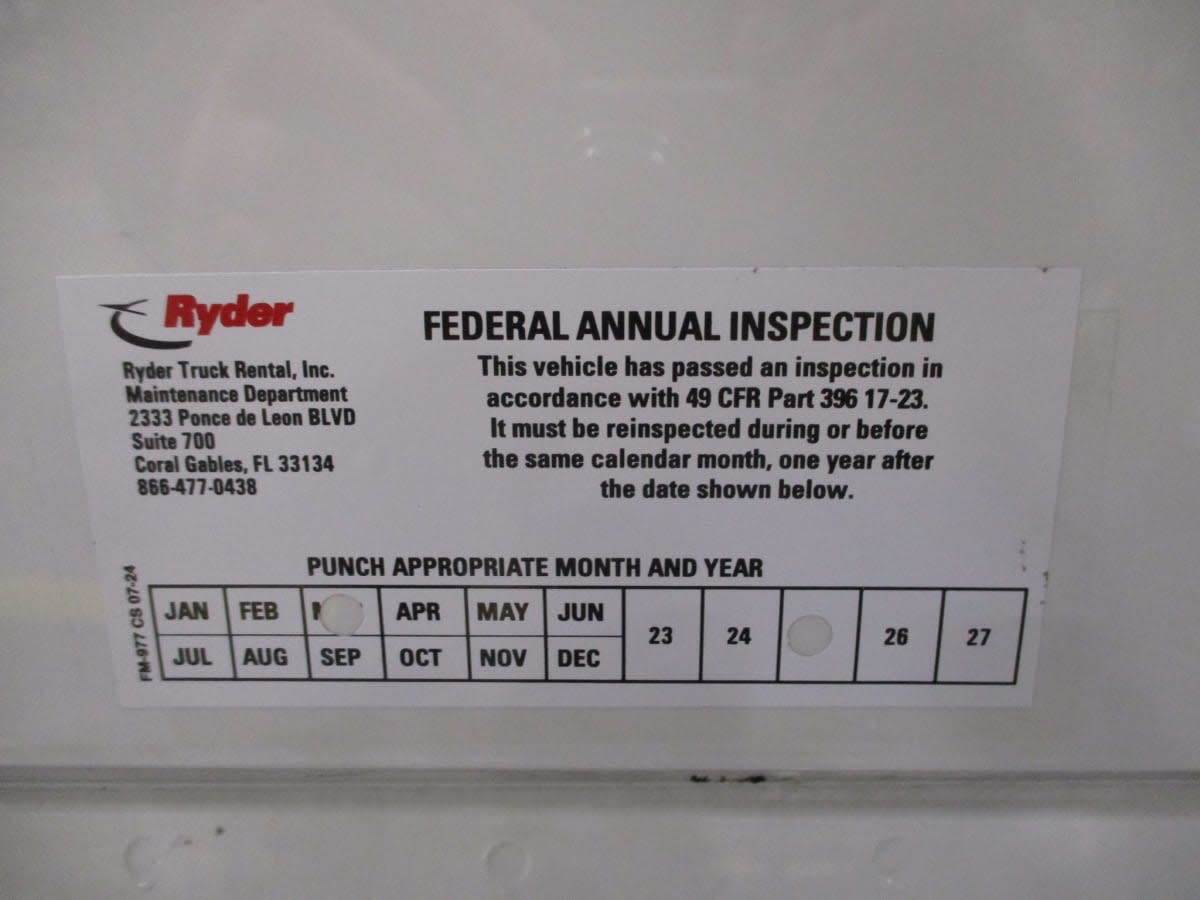 Ryder
Ryder Truck Rental, Inc.
Maintenance Department
2333 Ponce de Leon BLVD
Suite 700
Coral Gables, FL 33134
866-477-0438
FEDERAL ANNUAL INSPECTION
This vehicle has passed an inspection in
accordance with 49 CFR Part 396 17-23.
It must be reinspected during or before
the same calendar month, one year after
the date shown below.
PUNCH APPROPRIATE MONTH AND YEAR
JAN FEB APR MAY JUN
JUL AUG SEP OCT NOV DEC
23 24 26 27
FM-977 CS 07-24